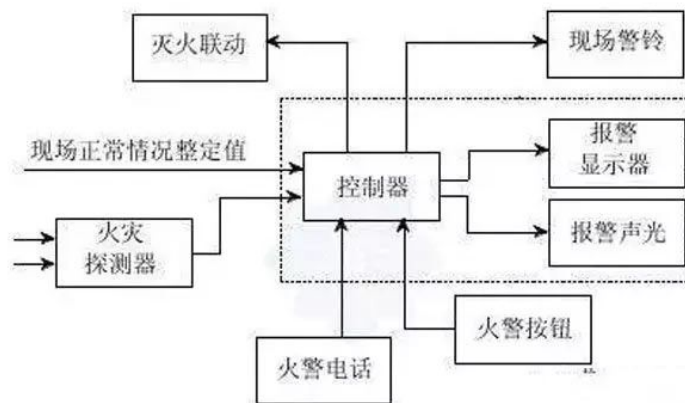 灭火联动
现场警铃
现场正常情况整定值
报警
显示器
控制器
火灾
探测器
报警声光
火警按钮
火警电话